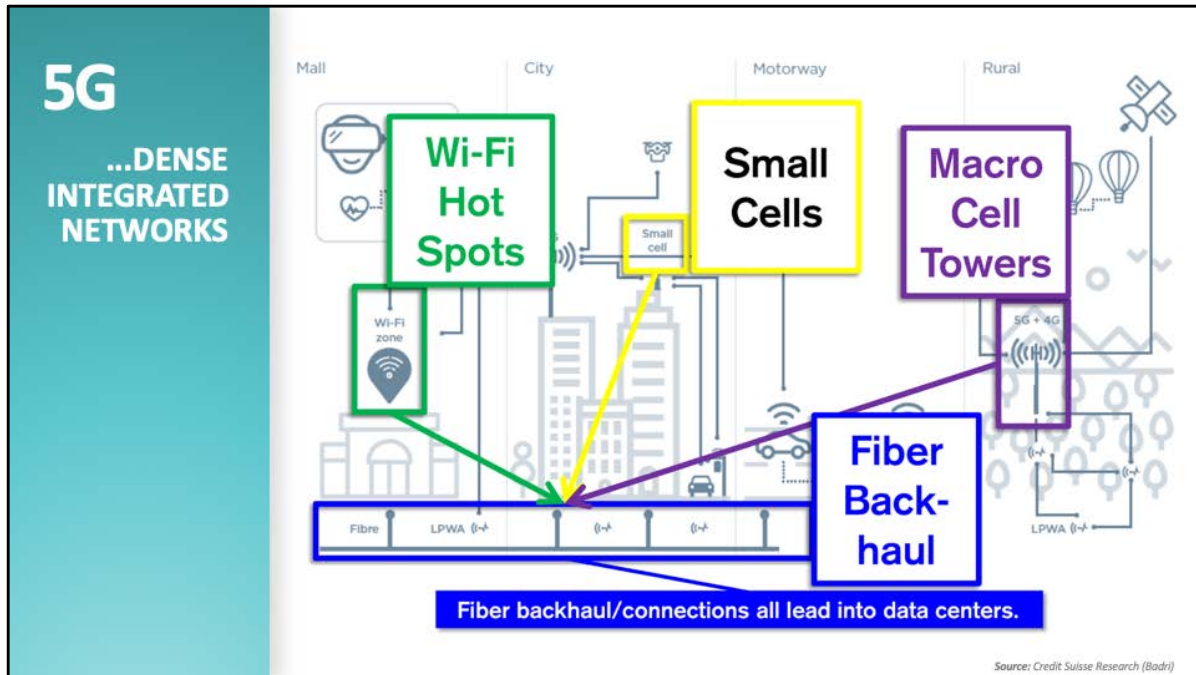 5G
...DENSE
INTEGRATED
NETWORKS
Mall
City
Motorway
Rural
Wi-Fi
Hot
Spots
Small
Cells
Macro
Cell
Towers
Small
cell
Wi-Fi
zone
5G + 4G
Fiber
Back-
haul
Fibre
LPWA
LPWA
Fiber backhaul/connections all lead into data centers.
Source: Credit Suisse Research (Badri)